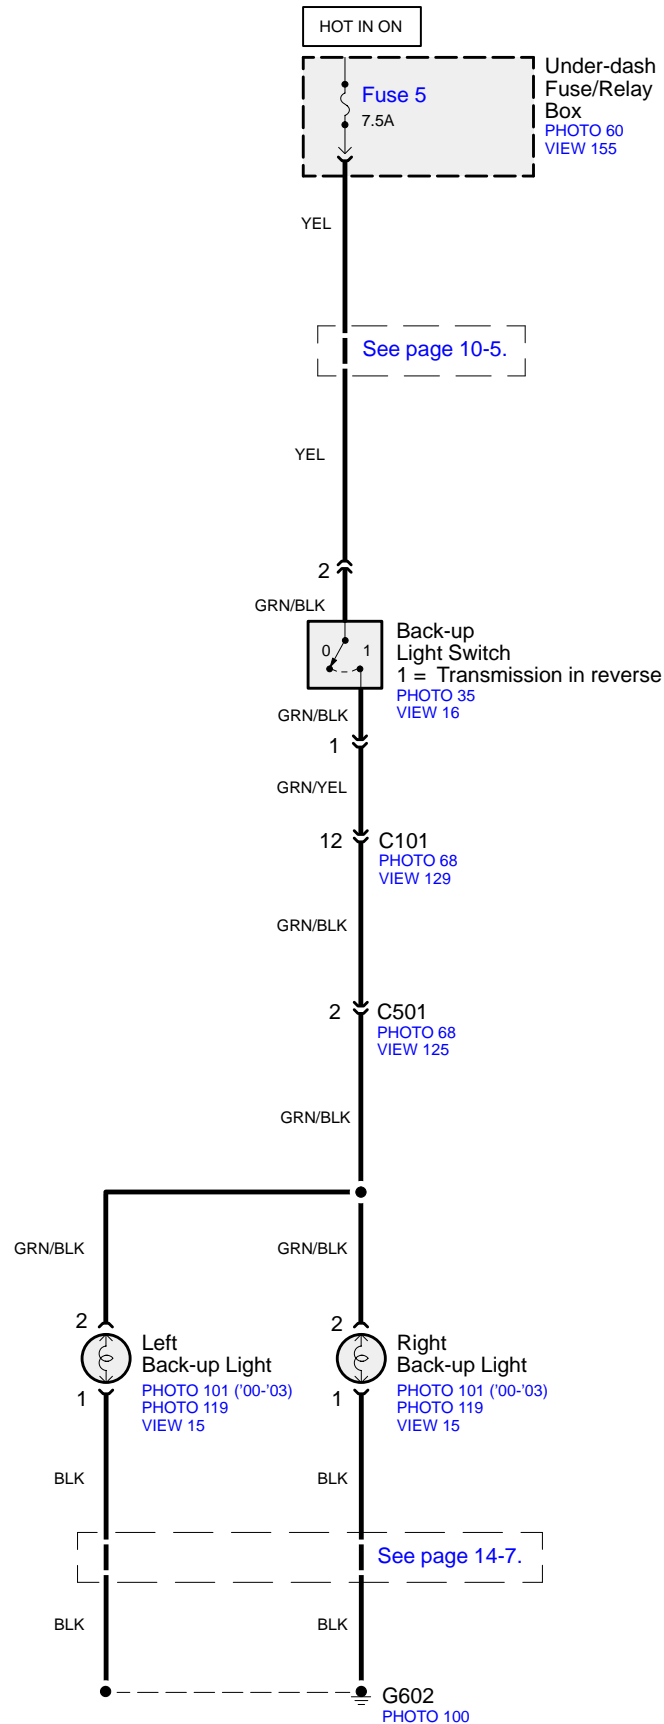 HOT IN ON
Under-dash
Fuse/Relay
Box
PHOTO 60
VIEW 155
Fuse 5
7.5A
YEL
See page 10-5.
YEL
2
GRN/BLK
0 1
Back-up
Light Switch
1 = Transmission in reverse
PHOTO 35
VIEW 16
GRN/BLK
1
GRN/YEL
12 C101
PHOTO 68
VIEW 129
GRN/BLK
2 C501
PHOTO 68
VIEW 125
GRN/BLK
GRN/BLK
GRN/BLK
2
Left
Back-up Light
PHOTO 101 ('00-'03)
PHOTO 119
VIEW 15
1
2
Right
Back-up Light
PHOTO 101 ('00-'03)
PHOTO 119
VIEW 15
1
BLK
BLK
See page 14-7.
BLK
BLK
G602
PHOTO 100